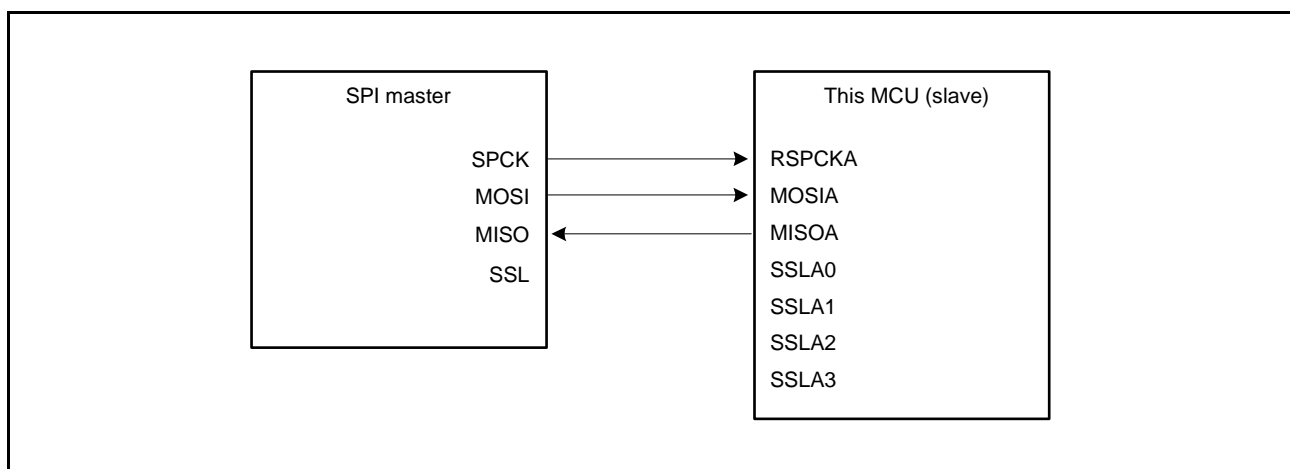 SPI master
SPCK
MOSI
MISO
SSL
This MCU (slave)
RSPCKA
MOSIA
MISOA
SSLA0
SSLA1
SSLA2
SSLA3